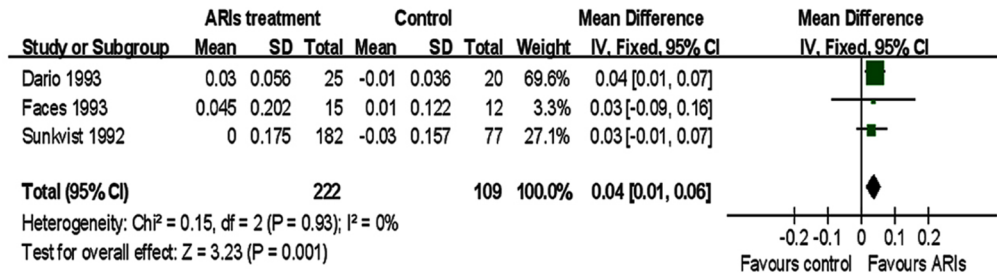 ARIs treatment Control Mean Difference Mean Difference
Study or Subgroup Mean SD Total Mean SD Total Weight IV, Fixed, 95% CI IV, Fixed, 95% CI
Dario 1993 0.03 0.056 25 -0.01 0.036 20 69.6% 0.04 [0.01, 0.07]
Faces 1993 0.045 0.202 15 0.01 0.122 12 3.3% 0.03 [-0.09, 0.16]
Sunkvist 1992 0 0.175 182 -0.03 0.157 77 27.1% 0.03 [-0.01, 0.07]
Total (95% CI) 222 109 100.0% 0.04 [0.01, 0.06]
Heterogeneity: Chi² = 0.15, df = 2 (P = 0.93); I² = 0%
Test for overall effect: Z = 3.23 (P = 0.001)
-0.2 -0.1 0 0.1 0.2
Favours control Favours ARIs